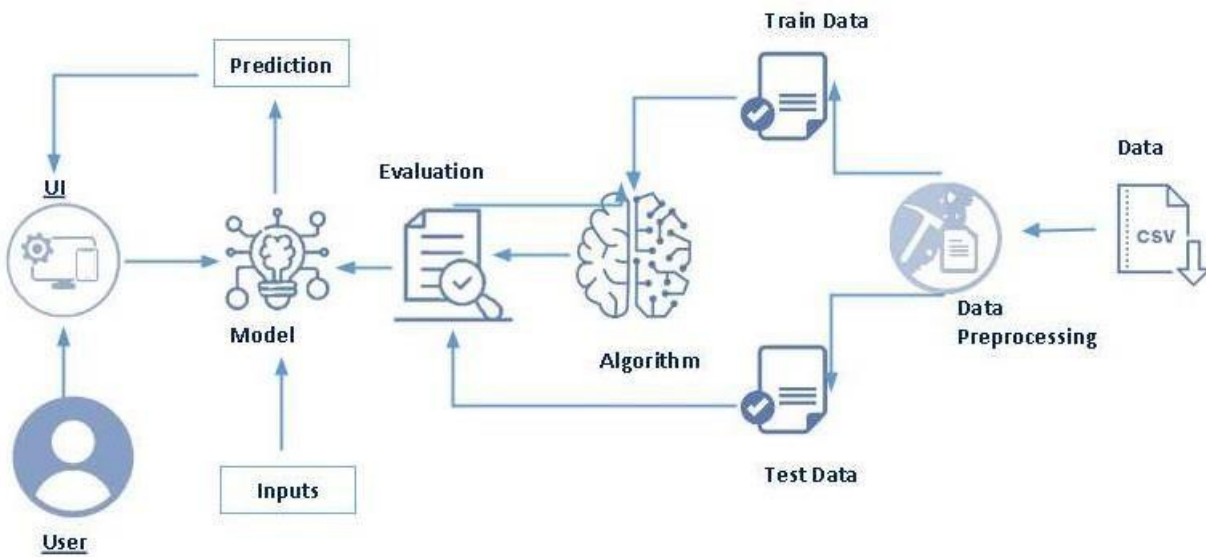 Train Data
Prediction
Data
Evaluation
UI
CSV
Model
Data
Preprocessing
Algorithm
Test Data
Inputs
User